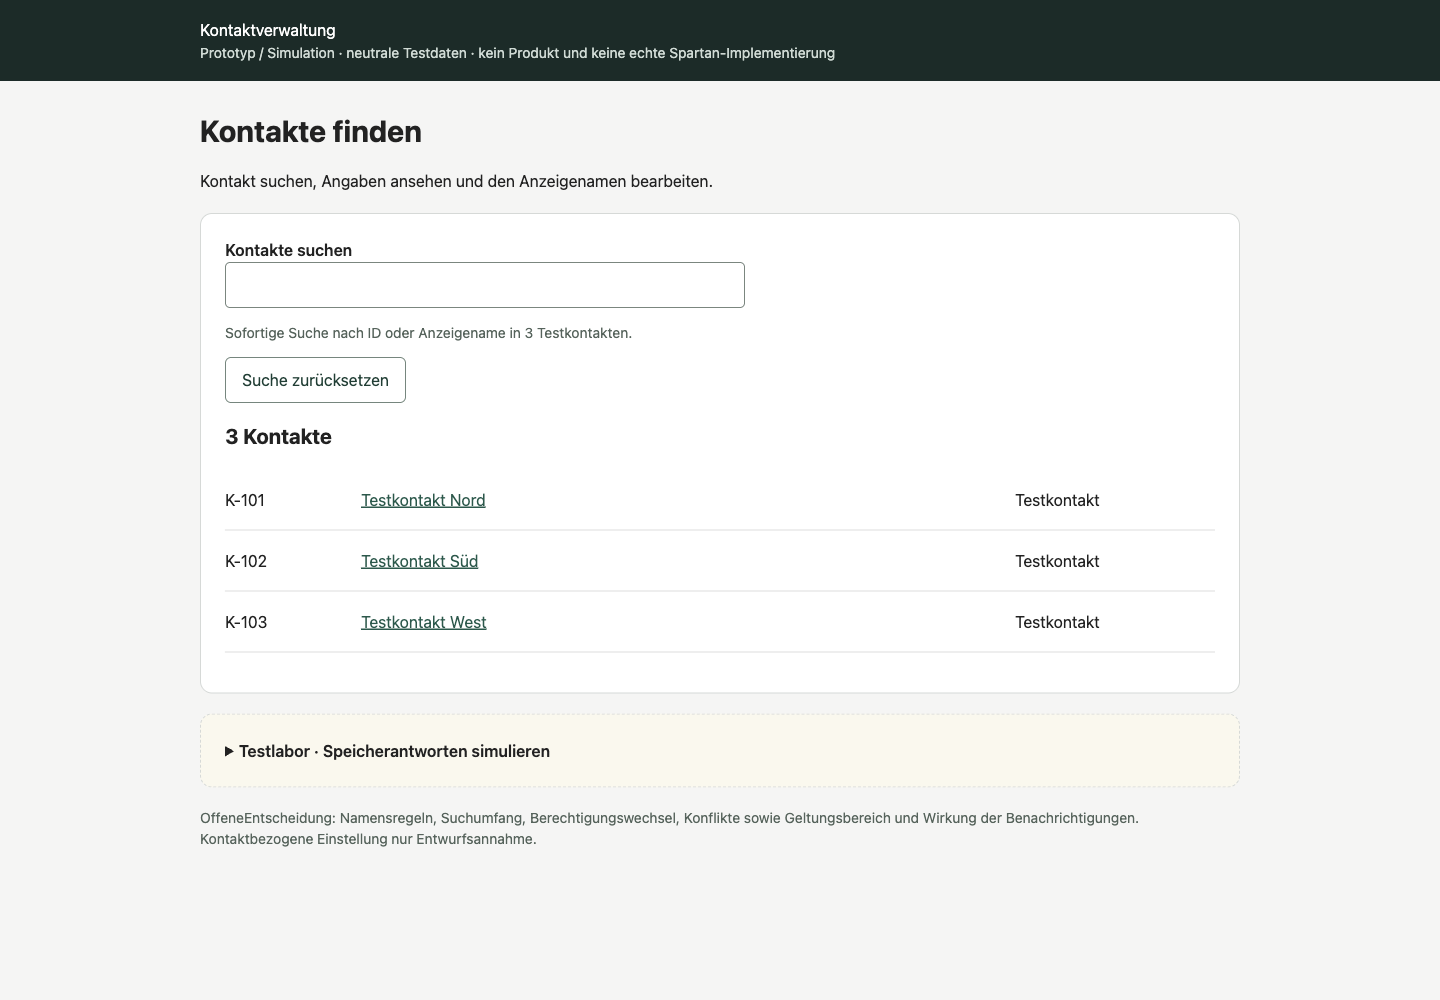 Kontaktverwaltung
Prototyp / Simulation · neutrale Testdaten · kein Produkt und keine echte Spartan-Implementierung
Kontakte finden
Kontakt suchen, Angaben ansehen und den Anzeigenamen bearbeiten.
Kontakte suchen
Sofortige Suche nach ID oder Anzeigename in 3 Testkontakten.
Suche zurücksetzen
3 Kontakte
K-101 Testkontakt Nord Testkontakt
K-102 Testkontakt Süd Testkontakt
K-103 Testkontakt West Testkontakt
Testlabor · Speicherantworten simulieren
OffeneEntscheidung: Namensregeln, Suchumfang, Berechtigungswechsel, Konflikte sowie Geltungsbereich und Wirkung der Benachrichtigungen.
Kontaktbezogene Einstellung nur Entwurfsannahme.